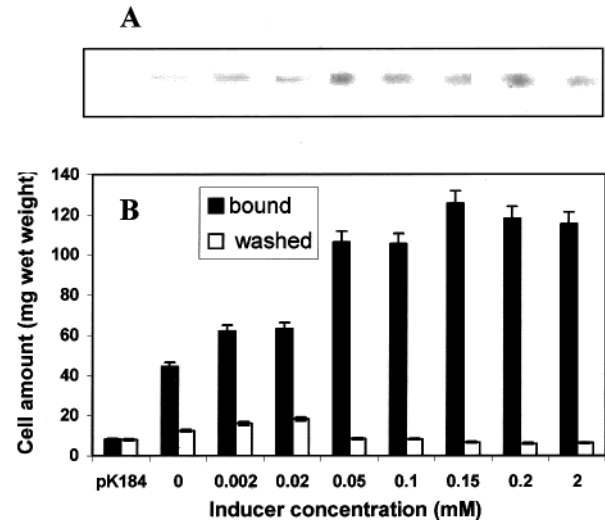 A
B
bound
washed
Cell amount (mg wet weight)
140
120
100
80
60
40
20
0
pK184 0 0.002 0.02 0.05 0.1 0.15 0.2 2
Inducer concentration (mM)